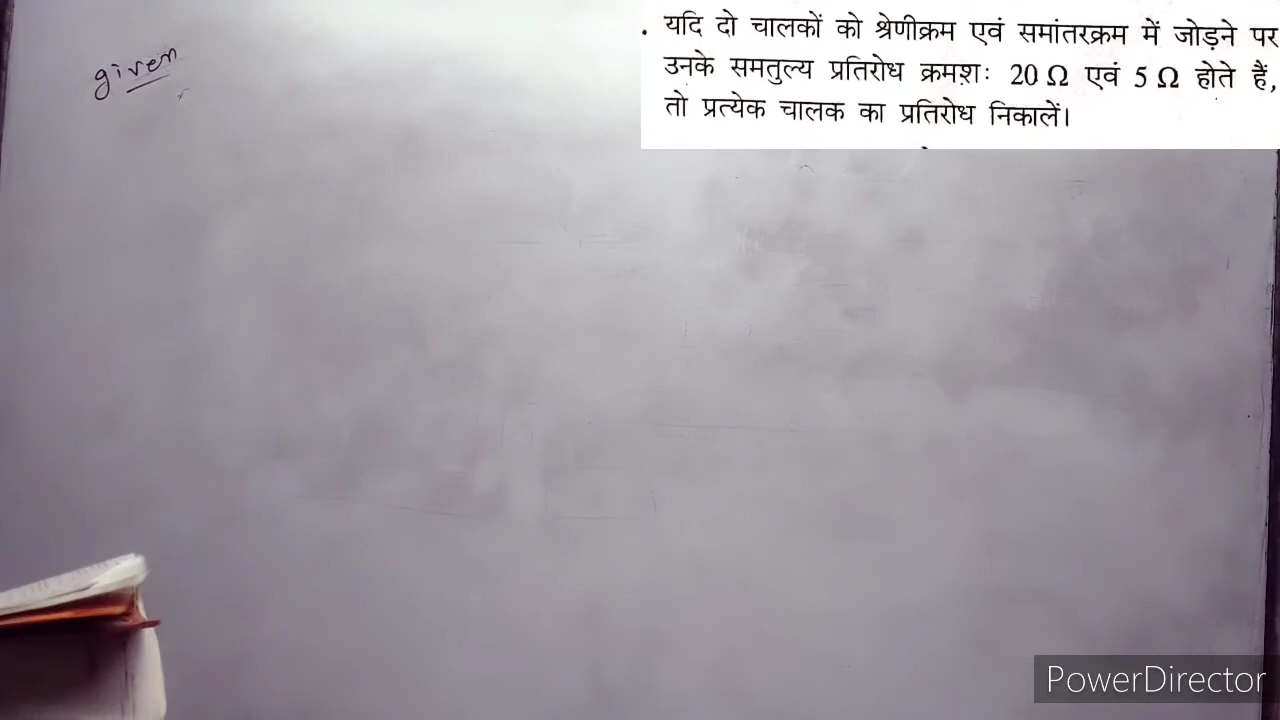 given
. यदि दो चालकों को श्रेणीक्रम एवं समांतरक्रम में जोड़ने पर
उनके समतुल्य प्रतिरोध क्रमश: 20 Ω एवं 5 Ω होते हैं,
तो प्रत्येक चालक का प्रतिरोध निकालें।
PowerDirector